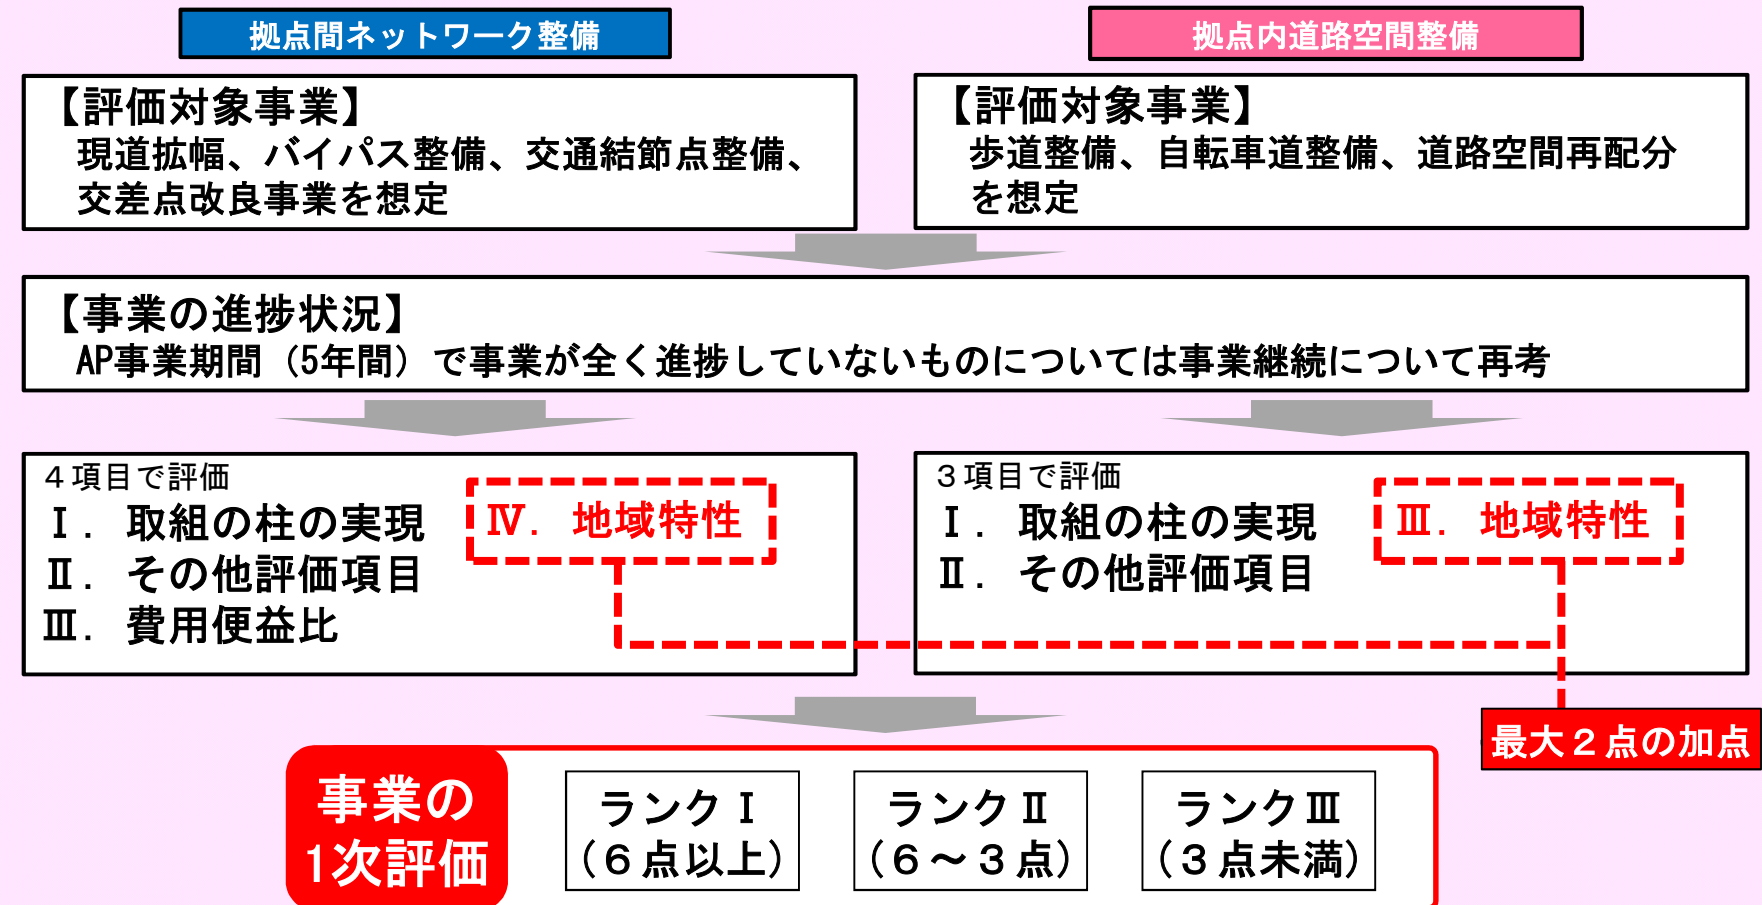 拠点間ネットワーク整備
【評価対象事業】
現道拡幅、バイパス整備、交通結節点整備、
交差点改良事業を想定
拠点内道路空間整備
【評価対象事業】
歩道整備、自転車道整備、道路空間再配分
を想定
【事業の進捗状況】
AP事業期間（5年間）で事業が全く進捗していないものについては事業継続について再考
４項目で評価
Ⅰ．取組の柱の実現
Ⅱ．その他評価項目
Ⅲ．費用便益比
Ⅳ．地域特性
３項目で評価
Ⅰ．取組の柱の実現
Ⅱ．その他評価項目
Ⅲ．地域特性
最大２点の加点
事業の
1次評価
ランクⅠ
（６点以上）
ランクⅡ
（６～３点）
ランクⅢ
（３点未満）